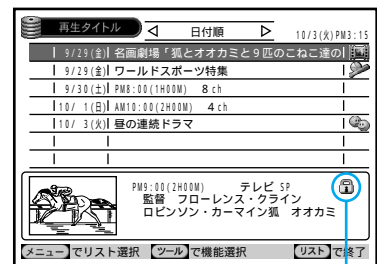 再生タイトル 日付順 10/3(火)PM3:15
9/29(金) 名画劇場「狐とオオカミと9匹のこねこ達の
9/29(金) ワールドスポーツ特集
9/30(土) PM8:00(1H00M) 8ch
10/ 1(日) AM10:00(2H00M) 4ch
10/ 3(火) 昼の連続ドラマ
PM9:00(2H00M) テレビ SP
監督 フローレンス・クライン
ロビンソン・カーマイン狐 オオカミ
メニュー でリスト選択 ツール で機能選択 リスト で終了